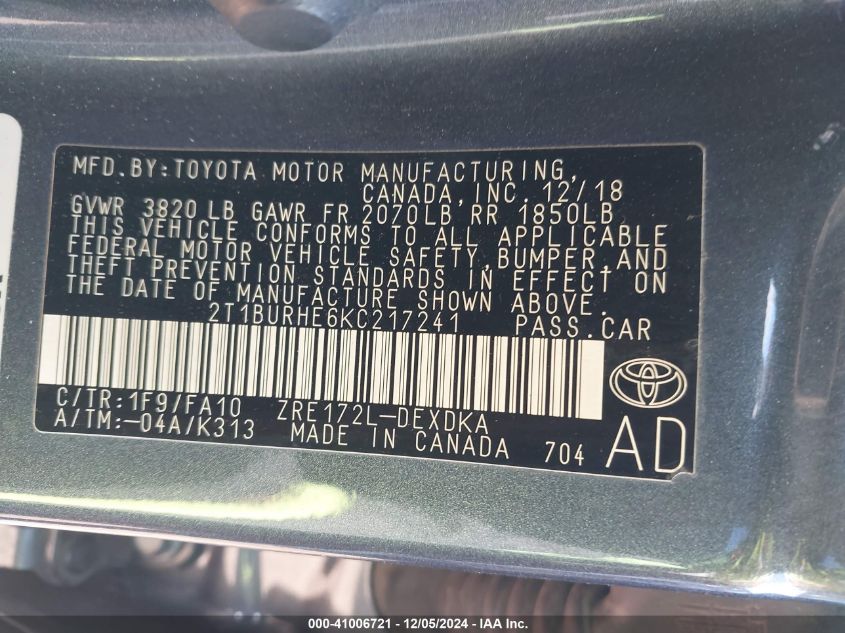 MFD.BY:TOYOTA MOTOR MANUFACTURING,
CANADA,INC. 12/18
GVWR 3820 LB GAWR FR 2070LB RR 1850LB
THIS VEHICLE CONFORMS TO ALL APPLICABLE
FEDERAL MOTOR VEHICLE SAFETY,BUMPER,AND
THEFT PREVENTION STANDARDS IN EFFECT ON
THE DATE OF MANUFACTURE SHOWN ABOVE.
2T1BURHE6KC217241 PASS.CAR
C/TR:1F9/FA10 ZRE172L-DEXDKA
A/TM:-04A/K313 MADE IN CANADA 704 AD
000-41006721 - 12/05/2024 - IAA Inc.